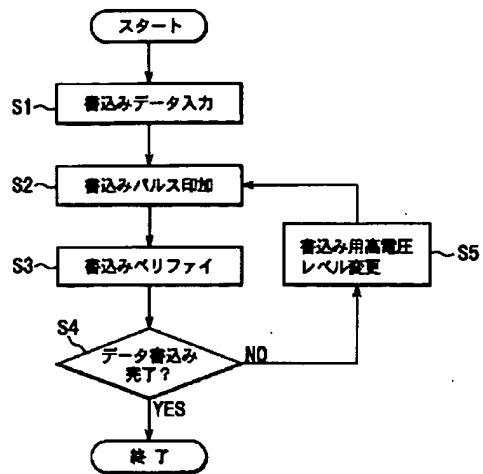 スタート
S1
書込みデータ入力
S2
書込みパルス印加
S3
書込みベリファイ
書込み用高電圧
レベル変更
S5
S4
データ書込み
完了?
NO
YES
終了